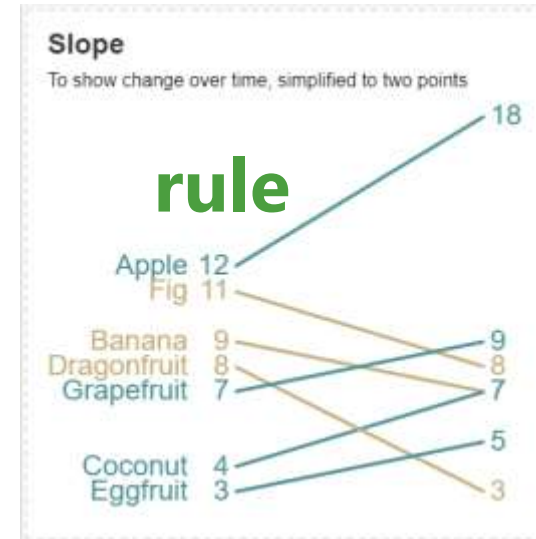 Slope
To show change over time, simplified to two points
18
rule
Apple 12
Fig 11
Banana 9 9
Dragonfruit 8 8
Grapefruit 7 7
5
Coconut 4
Eggfruit 3 3